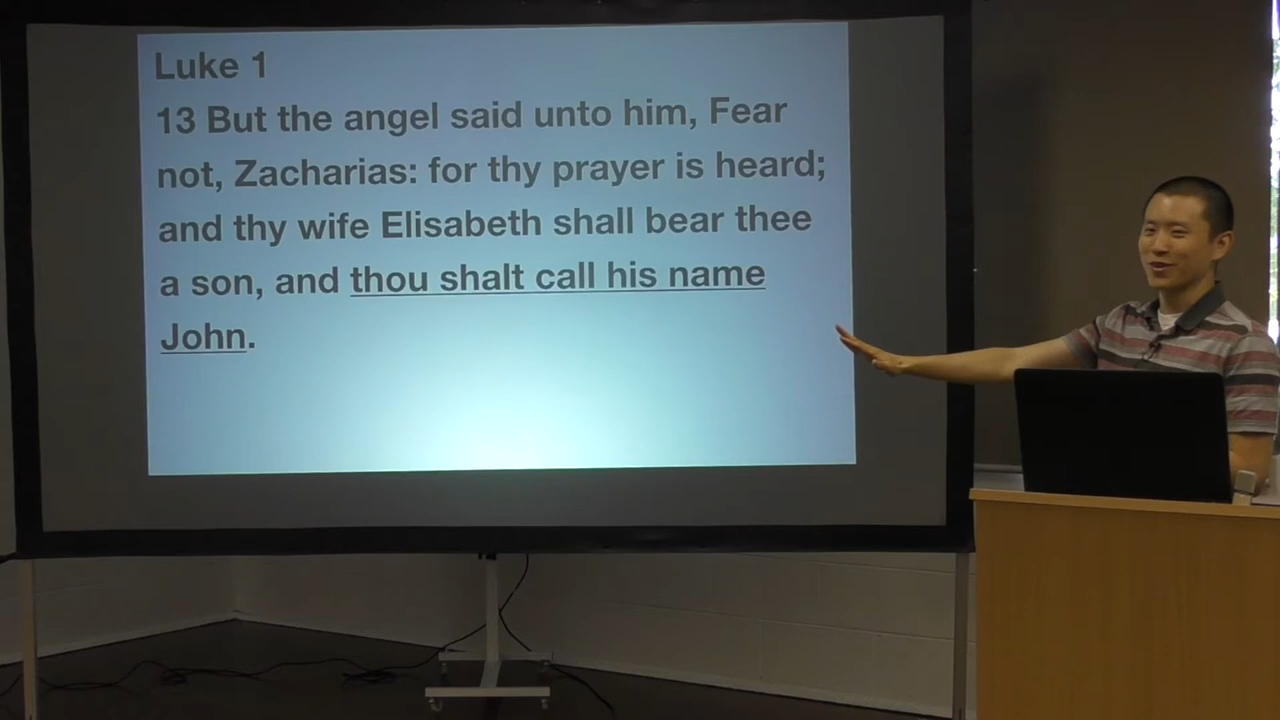 Luke 1
13 But the angel said unto him, Fear
not, Zacharias: for thy prayer is heard;
and thy wife Elisabeth shall bear thee
a son, and thou shalt call his name
John.